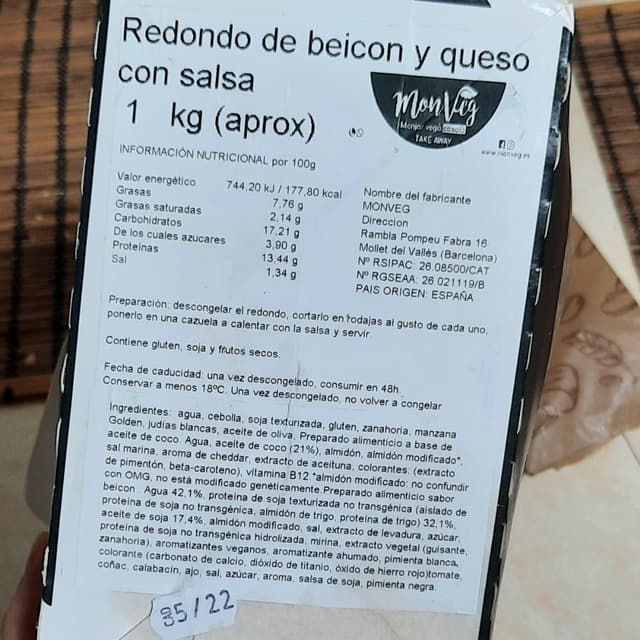 Redondo de beicon y queso
con salsa
1 kg (aprox)
MonVeg
TAKE AWAY
www.monveg.es
INFORMACIÓN NUTRICIONAL por 100g
Valor energético 744,20 kJ / 177,80 kcal
Grasas 7,76 g
Grasas saturadas 2,14 g
Carbohidratos 17,21 g
De los cuales azucares 3,90 g
Proteinas 13,44 g
Sal 1,34 g
Nombre del fabricante
MONVEG
Direccion
Rambla Pompeu Fabra 16
Mollet del Vallés (Barcelona)
Nº RSIPAC: 26.08500/CAT
Nº RGSEAA: 26.021119/B
PAIS ORIGEN: ESPAÑA
Preparación: descongelar el redondo, cortarlo en rodajas al gusto de cada uno,
ponerlo en una cazuela a calentar con la salsa y servir
Contiene gluten, soja y frutos secos.
Fecha de caducidad: una vez descongelado, consumir en 48h.
Conservar a menos 18ºC. Una vez descongelado, no volver a congelar
Ingredientes: agua, cebolla, soja texturizada, gluten, zanahoria, manzana
Golden, judías blancas, aceite de oliva, Preparado alimenticio a base de
aceite de coco. Agua, aceite de coco (21%), almidón, almidón modificado*,
sal marina, aroma de cheddar, extracto de aceituna, colorantes: (extracto
de pimentón, beta-caroteno), vitamina B12 *almidón modificado: no confundir
con OMG, no está modificado genéticamente.Preparado alimenticio sabor
beicon . Agua 42,1%, proteína de soja texturizada no transgénica (aislado de
proteína de soja no transgénica, almidón de trigo, proteína de trigo) 32,1%,
aceite de soja 17,4%, almidón modificado, sal, extracto de levadura, azúcar,
proteína de soja no transgénica hidrolizada, mirina, extracto vegetal (guisante,
zanahoria), aromatizantes veganos, aromatizante ahumado, pimienta blanca,
colorante (carbonato de calcio, dióxido de titanio, óxido de hierro rojo)tomate,
coñac, calabacín, ajo, sal, azúcar, aroma, salsa de soja, pimienta negra.